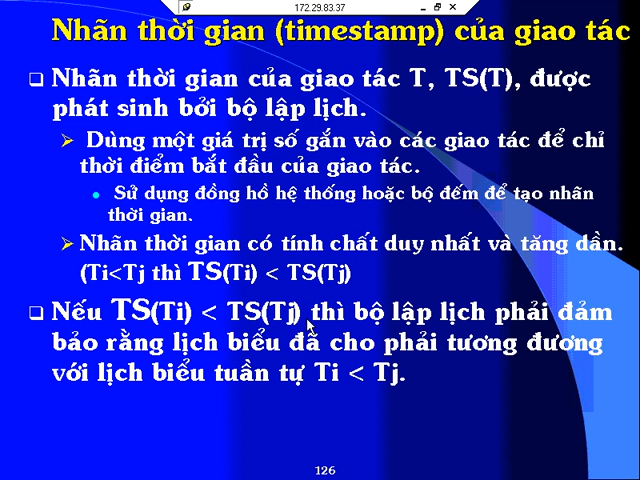 172.29.83.37
Nhãn thời gian (timestamp) của giao tác
Nhãn thời gian của giao tác T, TS(T), được
phát sinh bởi bộ lập lịch.
Dùng một giá trị số gắn vào các giao tác để chỉ
thời điểm bắt đầu của giao tác.
Sử dụng đồng hồ hệ thống hoặc bộ đếm để tạo nhãn
thời gian.
Nhãn thời gian có tính chất duy nhất và tăng dần.
(Ti<Tj thì TS(Ti) < TS(Tj)
Nếu TS(Ti) < TS(Tj) thì bộ lập lịch phải đảm
bảo rằng lịch biểu đã cho phải tương đương
với lịch biểu tuần tự Ti < Tj.
126